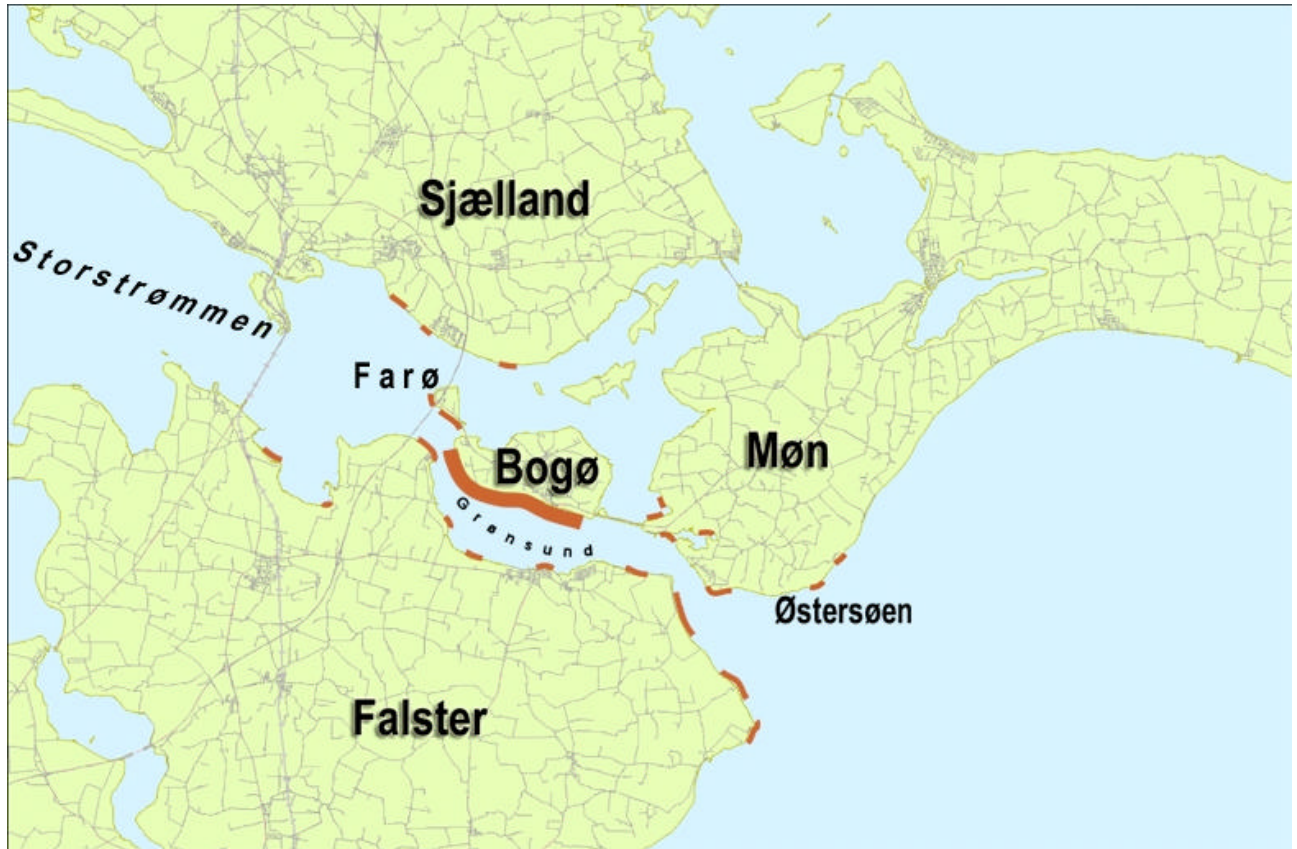 Sjælland
Storstrømmen
Farø
Bogø
Møn
Grønsund
Østersøen
Falster